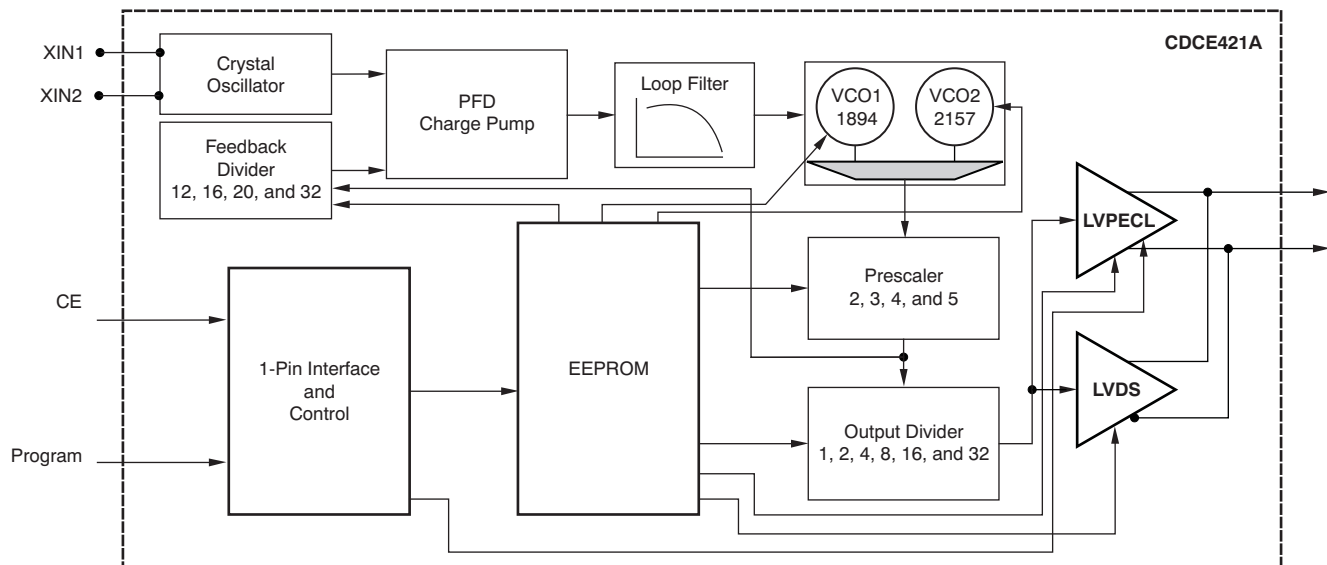 CDCE421A
XIN1
XIN2
Crystal
Oscillator
PFD
Charge Pump
Loop Filter
VCO1
1894
VCO2
2157
Feedback
Divider
12, 16, 20, and 32
LVPECL
Prescaler
2, 3, 4, and 5
CE
1-Pin Interface
and
Control
EEPROM
LVDS
Output Divider
1, 2, 4, 8, 16, and 32
Program